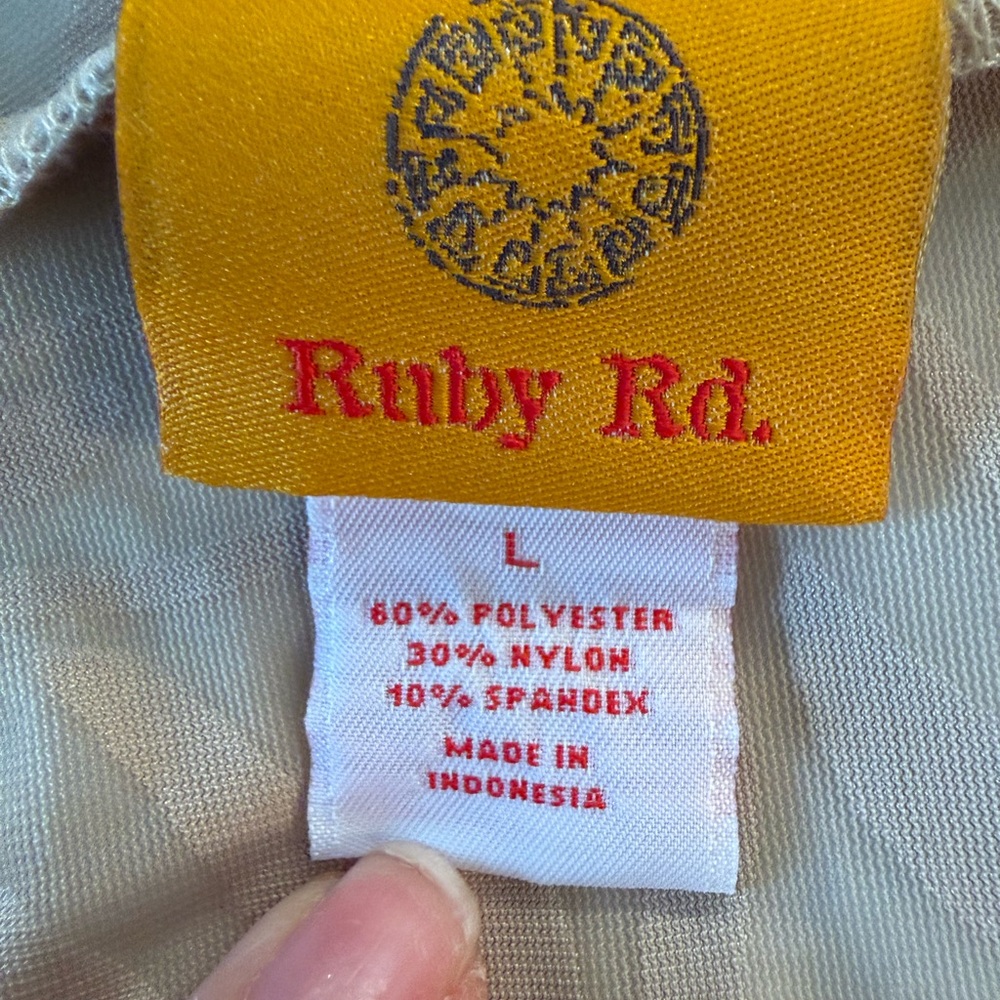 Ruby Rd.
L
60% POLYESTER
30% NYLON
10% SPANDEX
MADE IN
INDONESIA